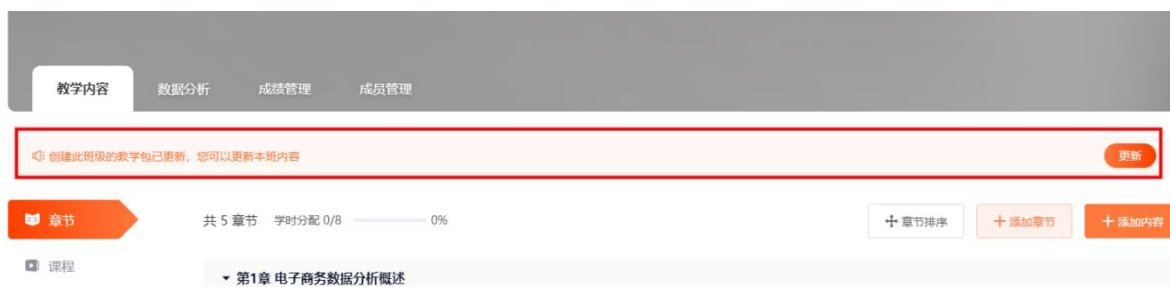 教学内容 数据分析 成绩管理 成员管理
创建此班级的教学包已更新，您可以更新本班内容 更新
章节 共 5 章节 学时分配 0/8 0% 章节排序 添加章节 添加内容
课程
第1章 电子商务数据分析概述